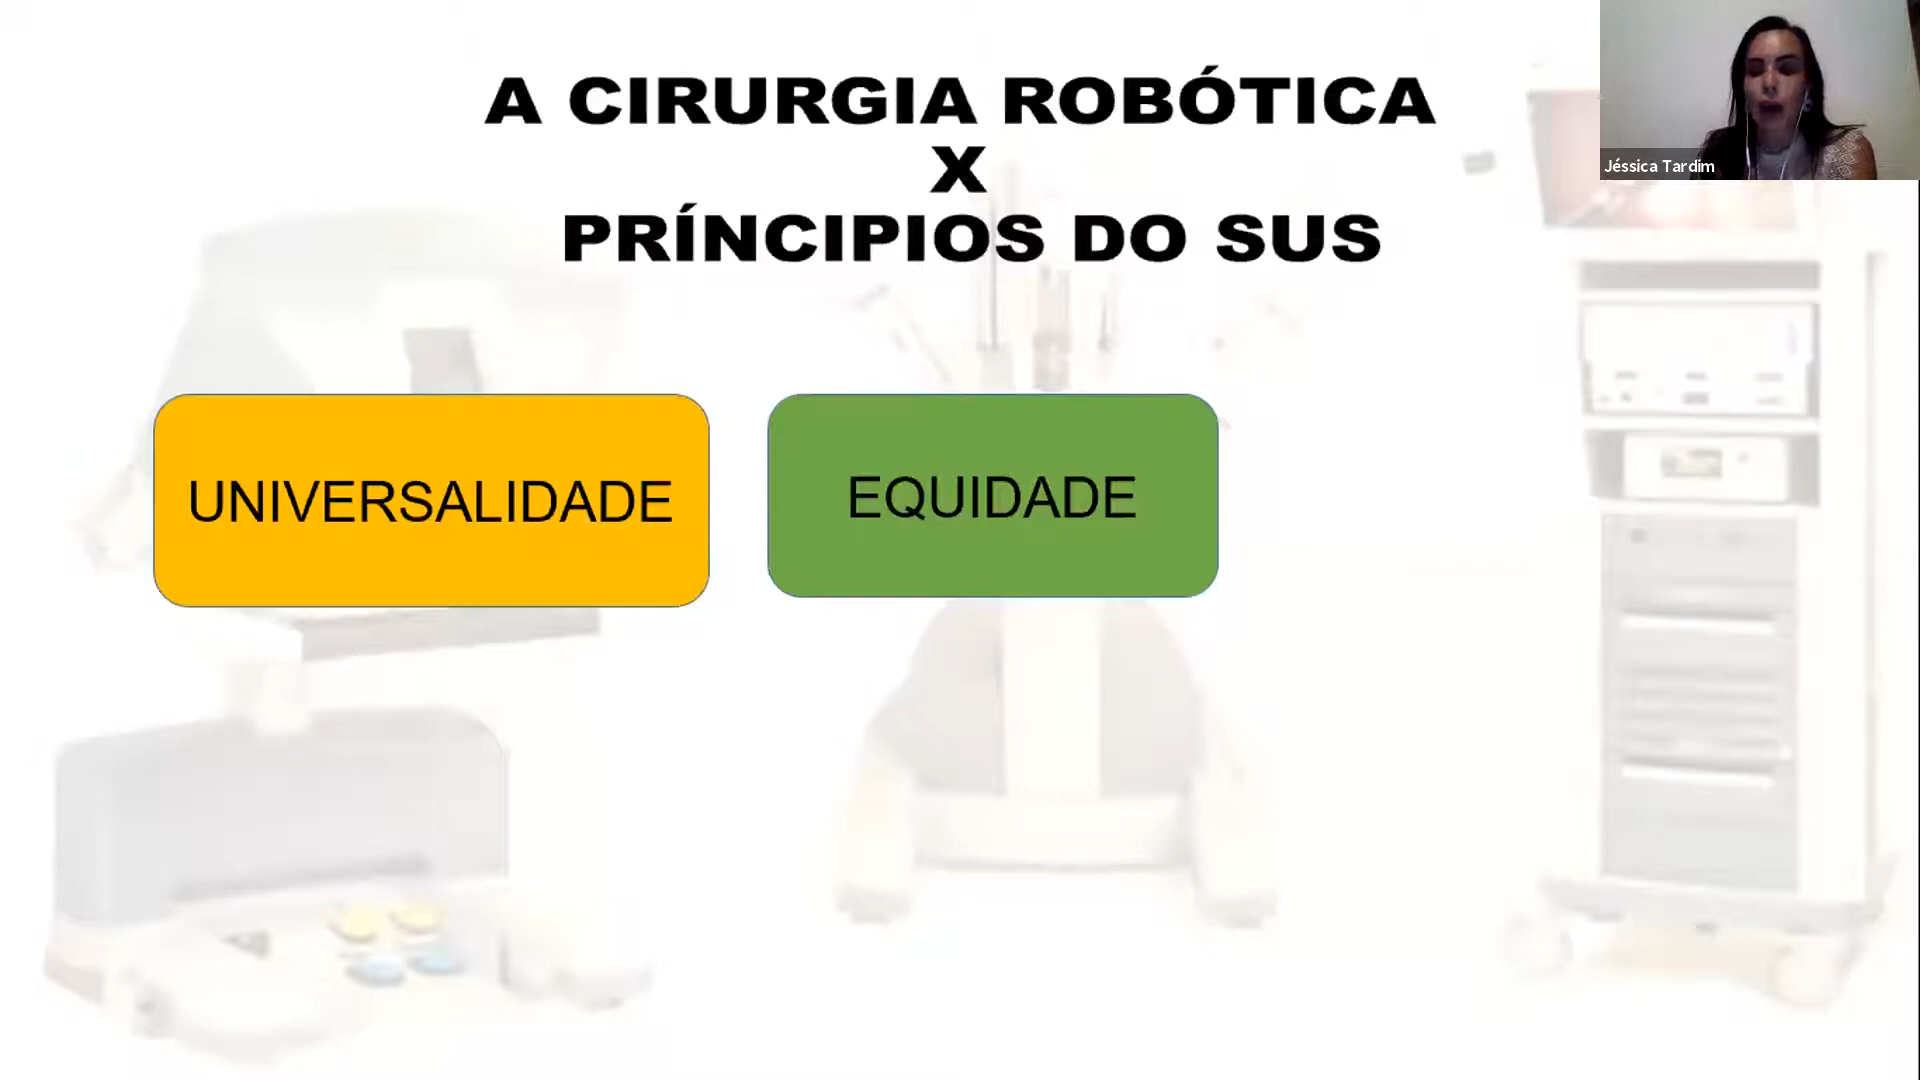 A CIRURGIA ROBÓTICA
X
PRÍNCIPIOS DO SUS
Jéssica Tardim
UNIVERSALIDADE
EQUIDADE